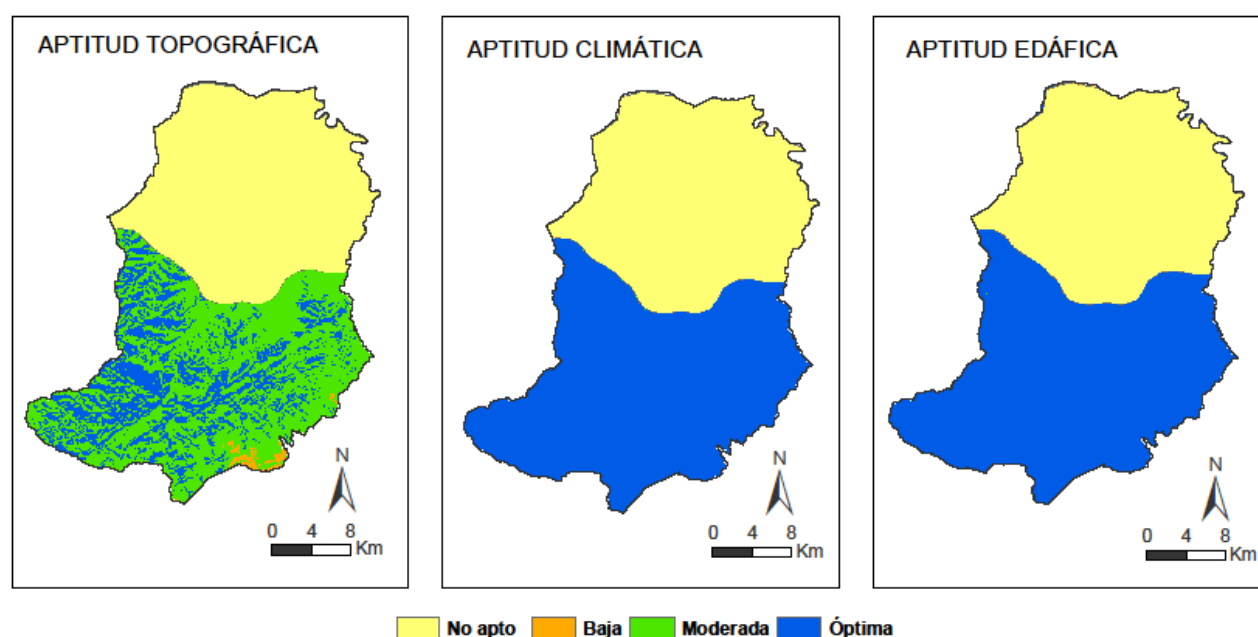 APTITUD TOPOGRÁFICA
N
0 4 8
Km
APTITUD CLIMÁTICA
N
0 4 8
Km
APTITUD EDÁFICA
N
0 4 8
Km
No apto Baja Moderada Óptima